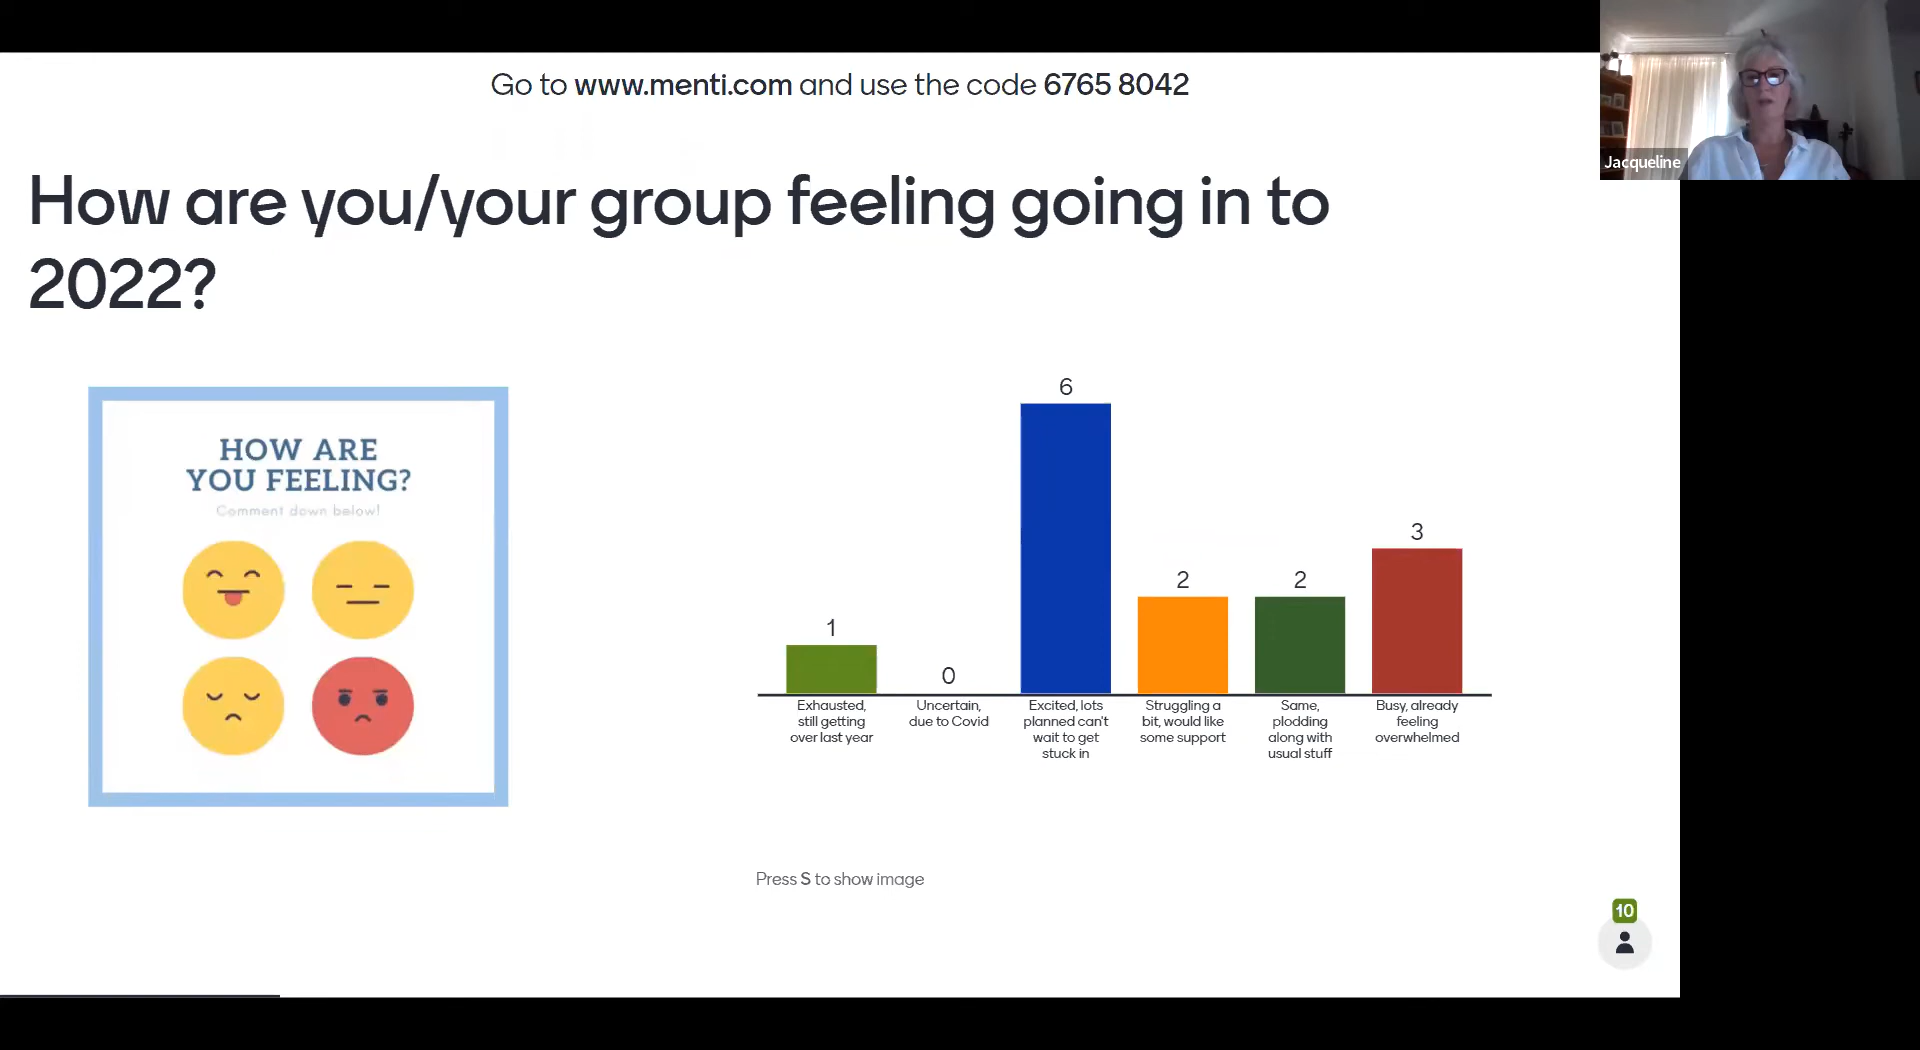 Go to www.menti.com and use the code 6765 8042
Jacqueline
How are you/your group feeling going in to
2022?
HOW ARE
YOU FEELING?
Comment down below!
1
0
6
2
2
3
Exhausted,
still getting
over last year
Uncertain,
due to Covid
Excited, lots
planned can't
wait to get
stuck in
Struggling a
bit, would like
some support
Same,
plodding
along with
usual stuff
Busy, already
feeling
overwhelmed
Press S to show image
10